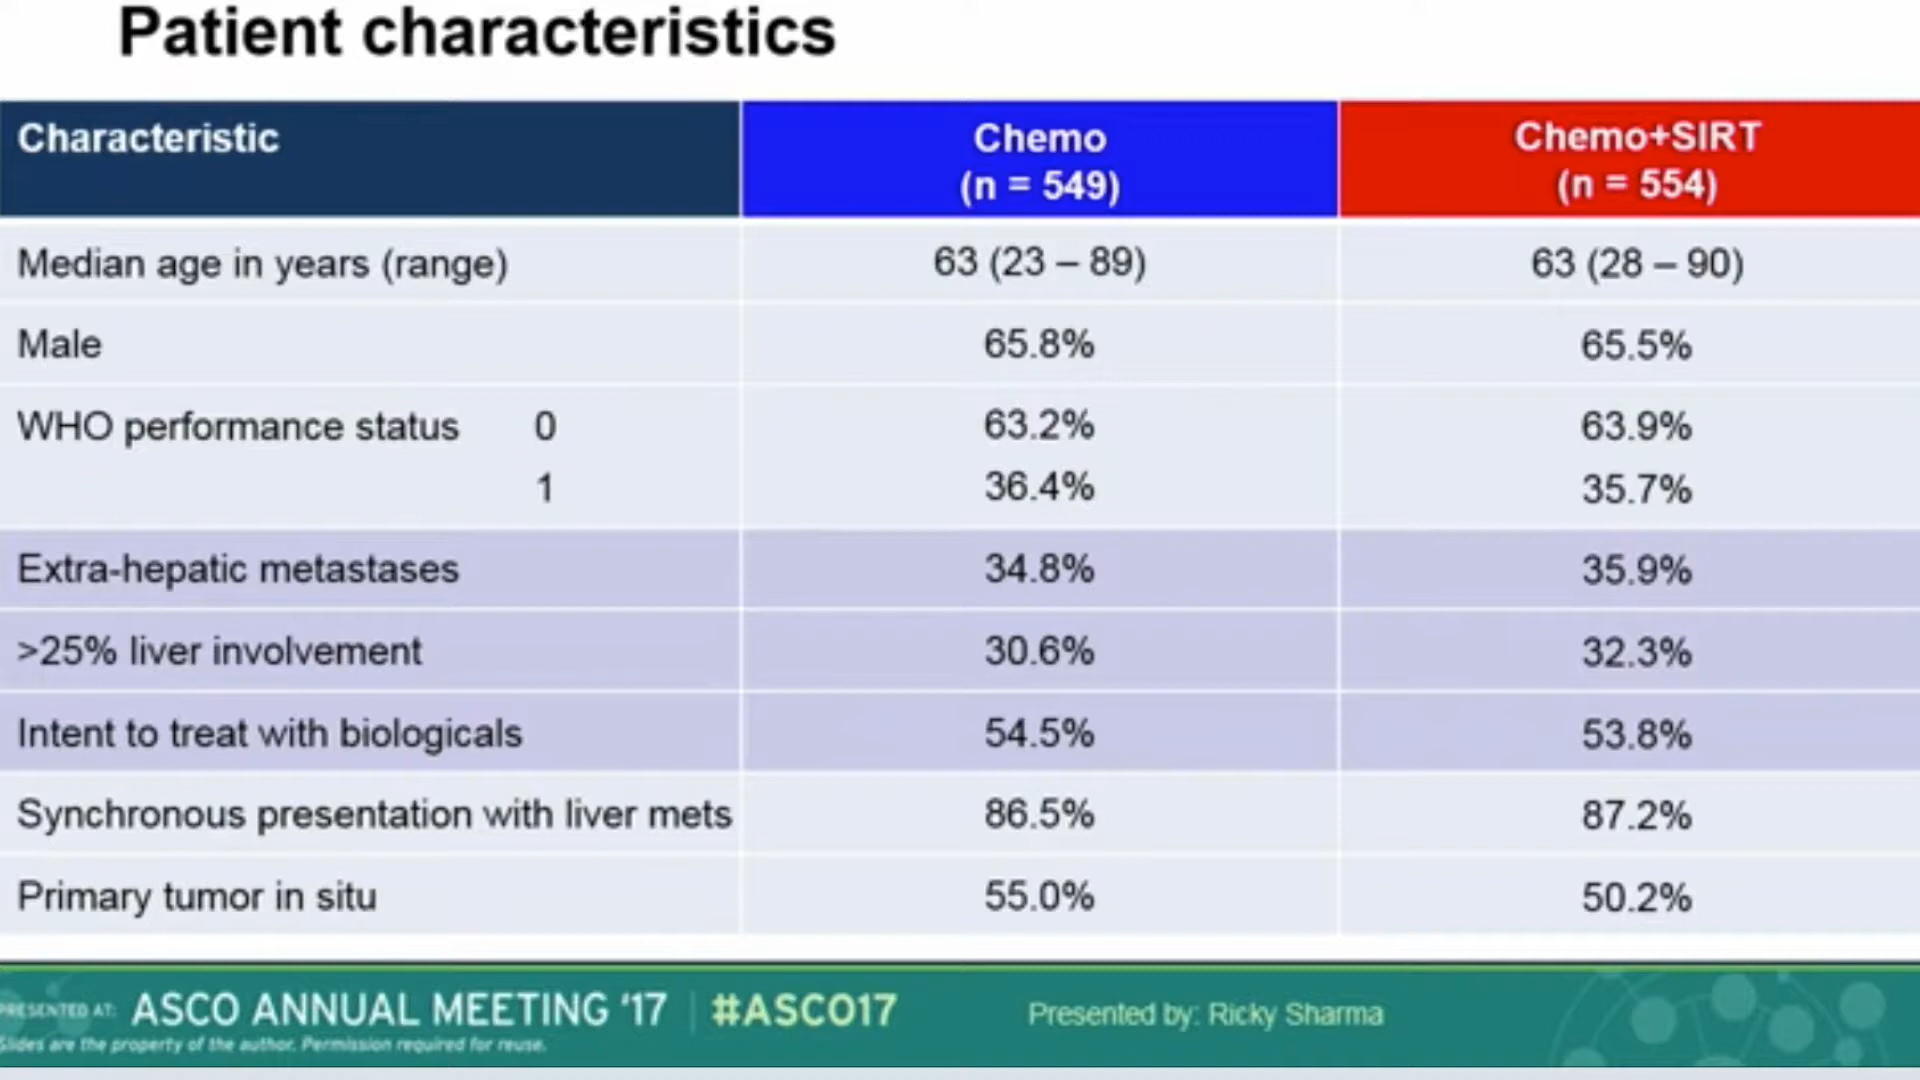 Patient characteristics
Characteristic Chemo (n = 549) Chemo+SIRT (n = 554)
Median age in years (range) 63 (23 – 89) 63 (28 – 90)
Male 65.8% 65.5%
WHO performance status 0 63.2% 63.9%
1 36.4% 35.7%
Extra-hepatic metastases 34.8% 35.9%
>25% liver involvement 30.6% 32.3%
Intent to treat with biologicals 54.5% 53.8%
Synchronous presentation with liver mets 86.5% 87.2%
Primary tumor in situ 55.0% 50.2%
PRESENTED AT: ASCO ANNUAL MEETING '17 #ASCO17 Presented by: Ricky Sharma
Slides are the property of the author. Permission required for reuse.